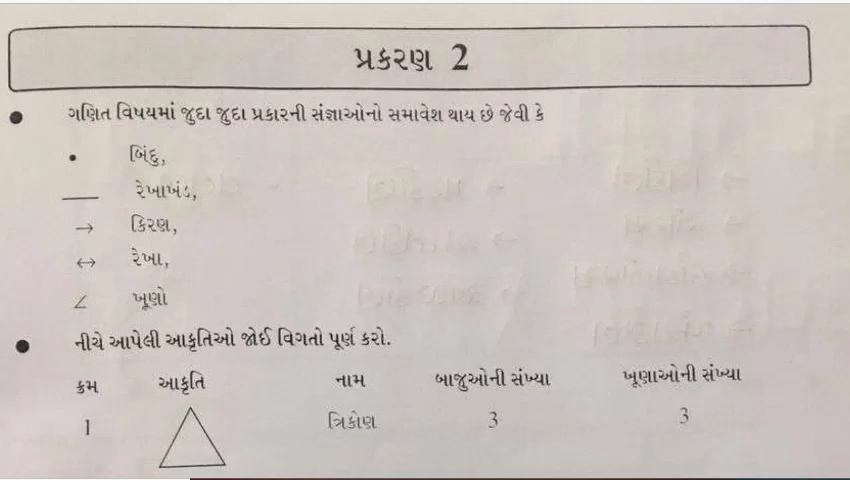 પ્રકરણ 2
● ગણિત વિષયમાં જુદા જુદા પ્રકારની સંજ્ઞાઓનો સમાવેશ થાય છે જેવી કે
• બિંદુ,
__ રેખાખંડ,
→ કિરણ,
↔ રેખા,
∠ ખૂણો
● નીચે આપેલી આકૃતિઓ જોઈ વિગતો પૂર્ણ કરો.
ક્રમ આકૃતિ નામ બાજુઓની સંખ્યા ખૂણાઓની સંખ્યા
1 ત્રિકોણ 3 3